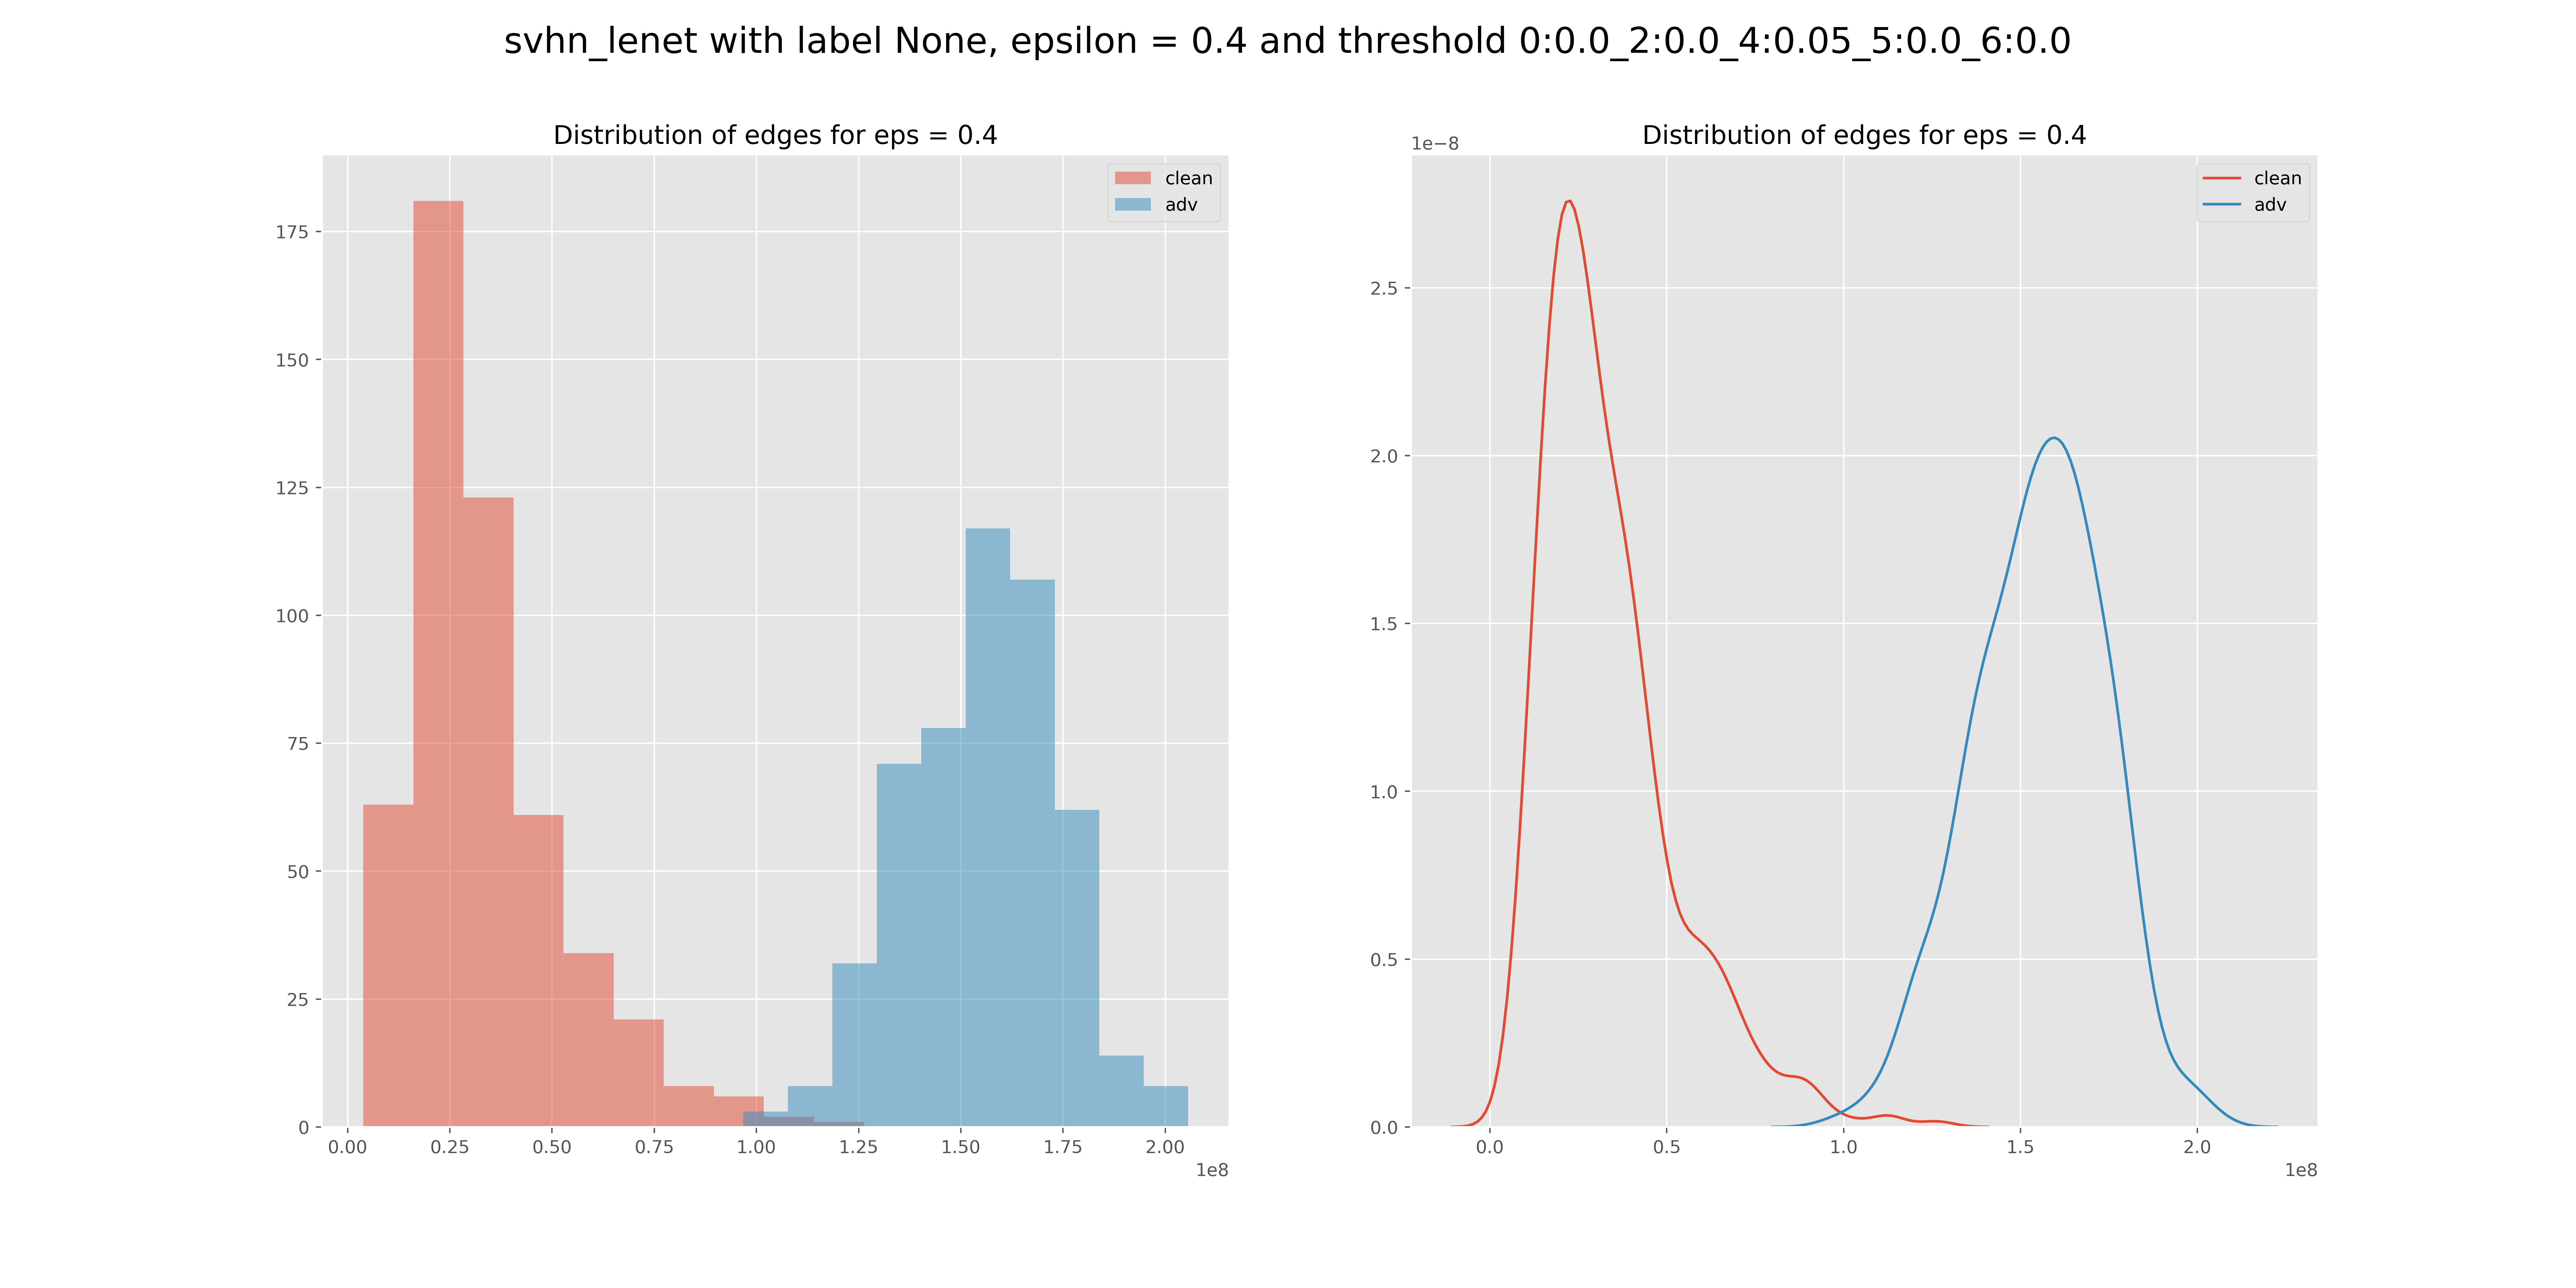 svhn_lenet with label None, epsilon = 0.4 and threshold 0:0.0_2:0.0_4:0.05_5:0.0_6:0.0
Distribution of edges for eps = 0.4
clean
adv
175
150
125
100
75
50
25
0
0.00 0.25 0.50 0.75 1.00 1.25 1.50 1.75 2.00
1e8
Distribution of edges for eps = 0.4
1e−8
clean
adv
2.5
2.0
1.5
1.0
0.5
0.0
0.0 0.5 1.0 1.5 2.0
1e8